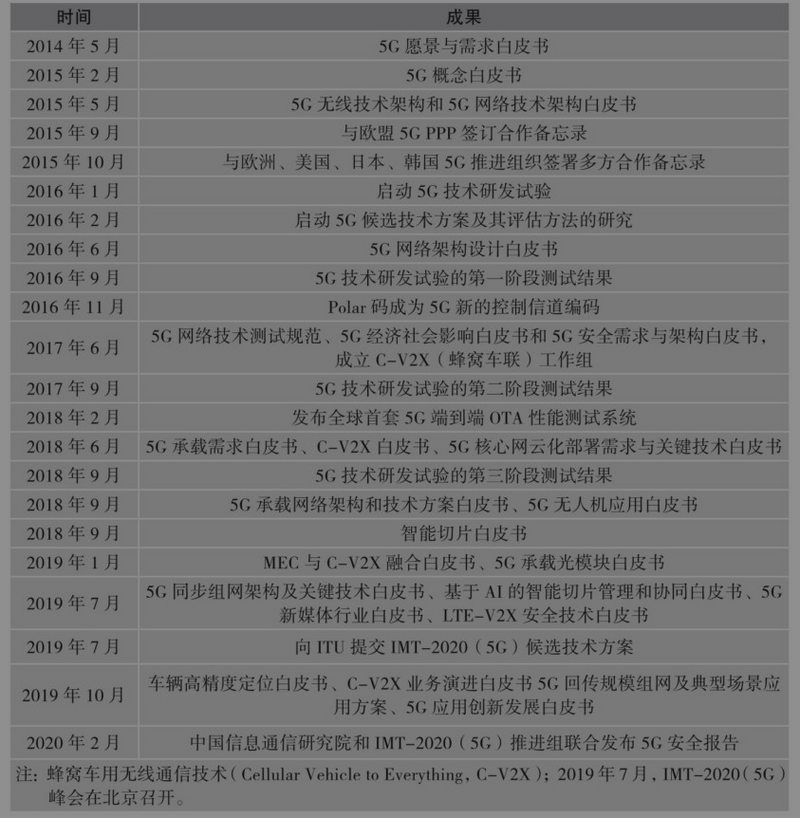 时间 成果
2014 年 5 月 5G 愿景与需求白皮书
2015 年 2 月 5G 概念白皮书
2015 年 5 月 5G 无线技术架构和 5G 网络技术架构白皮书
2015 年 9 月 与欧盟 5G PPP 签订合作备忘录
2015 年 10 月 与欧洲、美国、日本、韩国 5G 推进组织签署多方合作备忘录
2016 年 1 月 启动 5G 技术研发试验
2016 年 2 月 启动 5G 候选技术方案及其评估方法的研究
2016 年 6 月 5G 网络架构设计白皮书
2016 年 9 月 5G 技术研发试验的第一阶段测试结果
2016 年 11 月 Polar 码成为 5G 新的控制信道编码
2017 年 6 月 5G 网络技术测试规范、5G 经济社会影响白皮书和 5G 安全需求与架构白皮书，
成立 C-V2X（蜂窝车联）工作组
2017 年 9 月 5G 技术研发试验的第二阶段测试结果
2018 年 2 月 发布全球首套 5G 端到端 OTA 性能测试系统
2018 年 6 月 5G 承载需求白皮书、C-V2X 白皮书、5G 核心网云化部署需求与关键技术白皮书
2018 年 9 月 5G 技术研发试验的第三阶段测试结果
2018 年 9 月 5G 承载网络架构和技术方案白皮书、5G 无人机应用白皮书
2018 年 9 月 智能切片白皮书
2019 年 1 月 MEC 与 C-V2X 融合白皮书、5G 承载光模块白皮书
2019 年 7 月 5G 同步组网架构及关键技术白皮书、基于 AI 的智能切片管理和协同白皮书、5G
新媒体行业白皮书、LTE-V2X 安全技术白皮书
2019 年 7 月 向 ITU 提交 IMT-2020（5G）候选技术方案
2019 年 10 月 车辆高精度定位白皮书、C-V2X 业务演进白皮书 5G 回传规模组网及典型场景应
用方案、5G 应用创新发展白皮书
2020 年 2 月 中国信息通信研究院和 IMT-2020（5G）推进组联合发布 5G 安全报告
注：蜂窝车用无线通信技术（Cellular Vehicle to Everything，C-V2X）；2019 年 7 月，IMT-2020（5G）
峰会在北京召开。